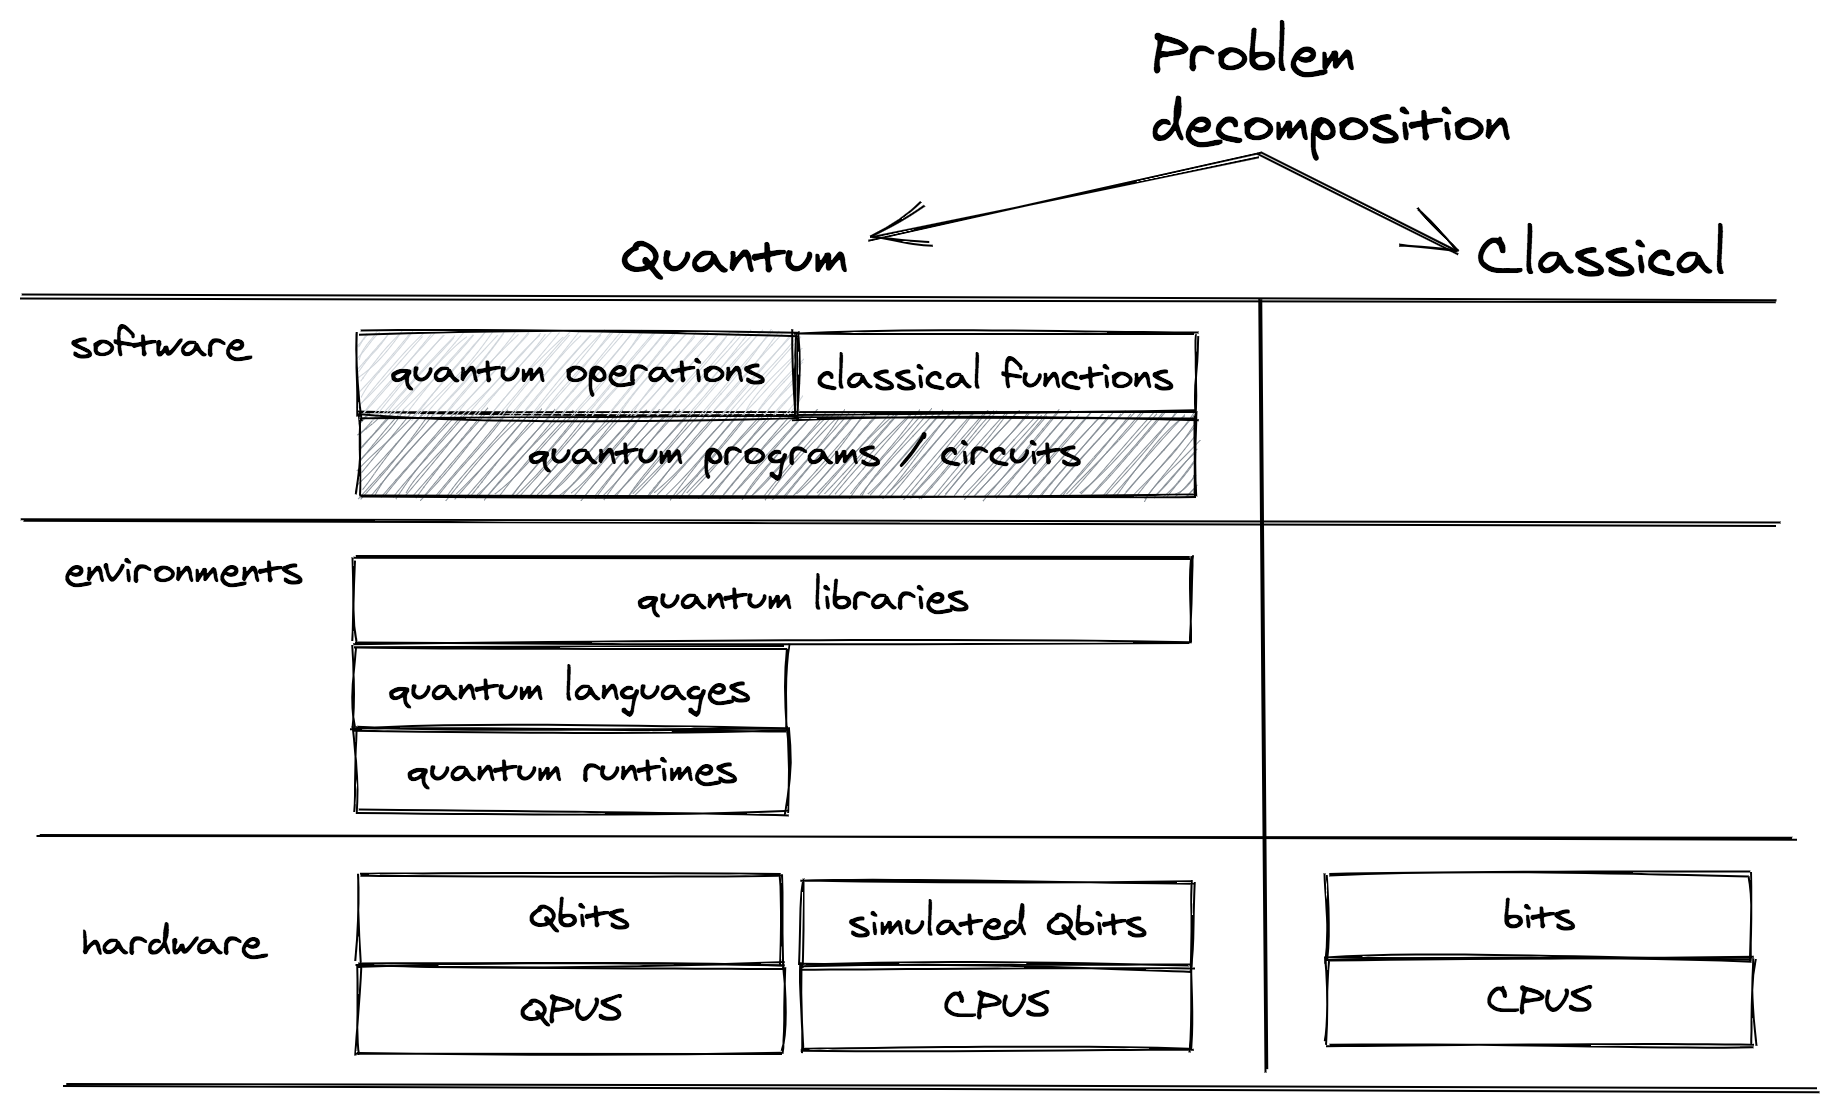 Problem
decomposition
Quantum
Classical
software
quantum operations
classical functions
quantum programs / circuits
environments
quantum libraries
quantum languages
quantum runtimes
hardware
Qbits
simulated Qbits
bits
QPUS
CPUS
CPUS